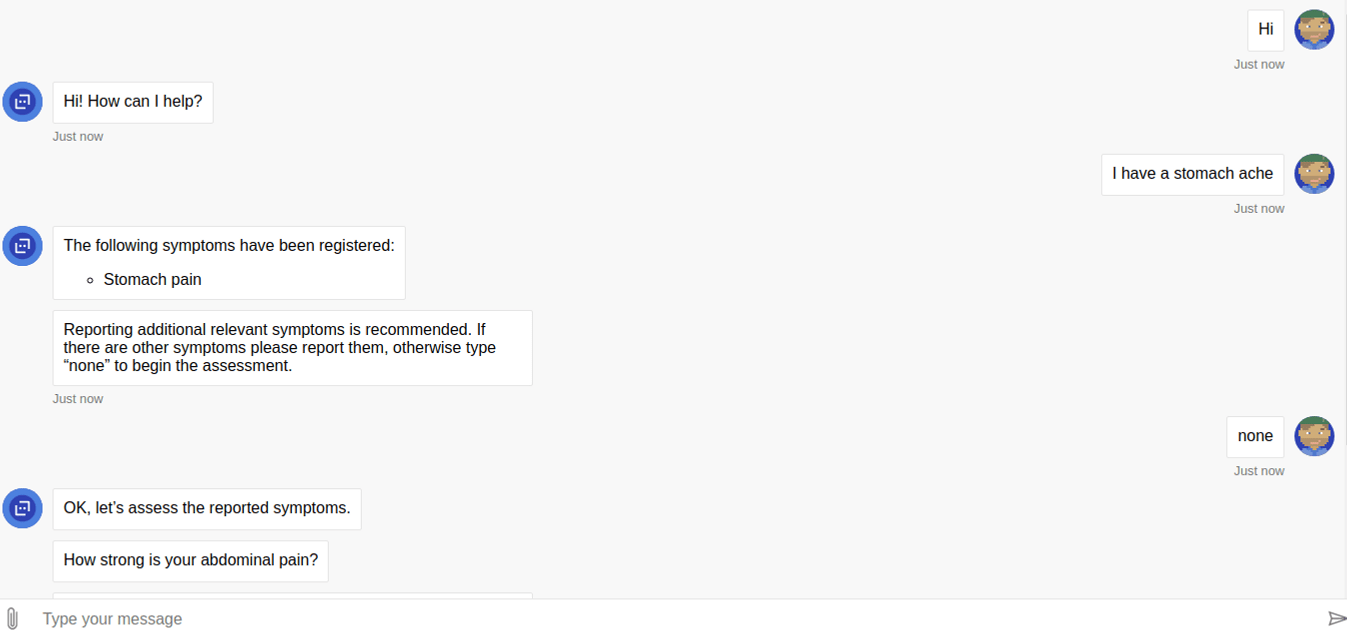 Hi
Just now
Hi! How can I help?
Just now
I have a stomach ache
Just now
The following symptoms have been registered:
Stomach pain
Reporting additional relevant symptoms is recommended. If
there are other symptoms please report them, otherwise type
“none” to begin the assessment.
Just now
none
Just now
OK, let’s assess the reported symptoms.
How strong is your abdominal pain?
Type your message